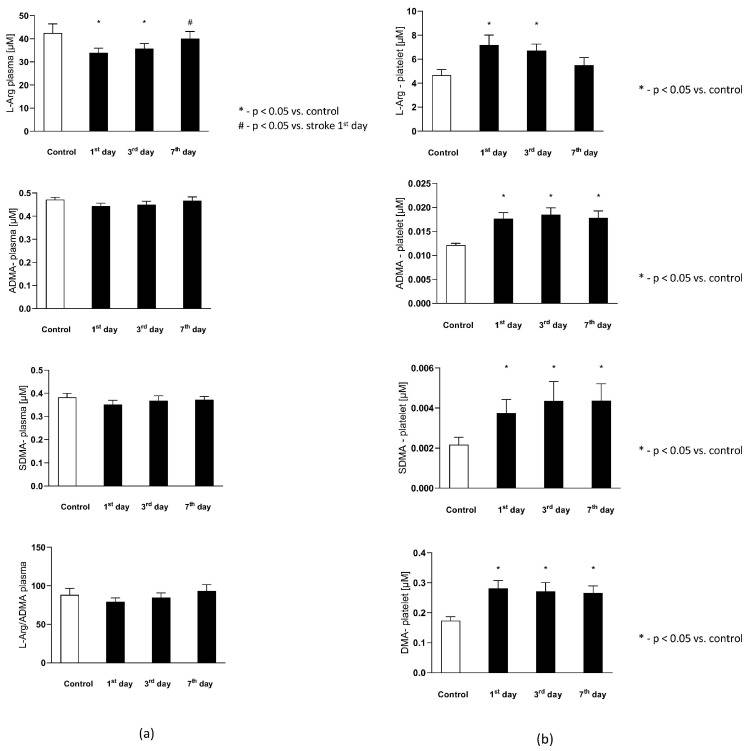 L-Arg plasma [µM]
50
40
30
20
10
0
*
*
#
Control
1st day
3rd day
7th day
* - p < 0.05 vs. control
# - p < 0.05 vs. stroke 1st day
ADMA- plasma [µM]
0.5
0.4
0.3
0.2
0.1
0.0
Control
1st day
3rd day
7th day
SDMA- plasma [µM]
0.5
0.4
0.3
0.2
0.1
0.0
Control
1st day
3rd day
7th day
L-Arg/ADMA plasma
150
100
50
0
Control
1st day
3rd day
7th day
(a)
L-Arg - platelet [µM]
10
8
6
4
2
0
*
*
Control
1st day
3rd day
7th day
* - p < 0.05 vs. control
ADMA - platelet [µM]
0.025
0.020
0.015
0.010
0.005
0.000
*
*
*
Control
1st day
3rd day
7th day
* - p < 0.05 vs. control
SDMA - platelet [µM]
0.006
0.004
0.002
0.000
*
*
*
Control
1st day
3rd day
7th day
* - p < 0.05 vs. control
DMA- platelet [µM]
0.4
0.3
0.2
0.1
0.0
*
*
*
Control
1st day
3rd day
7th day
* - p < 0.05 vs. control
(b)